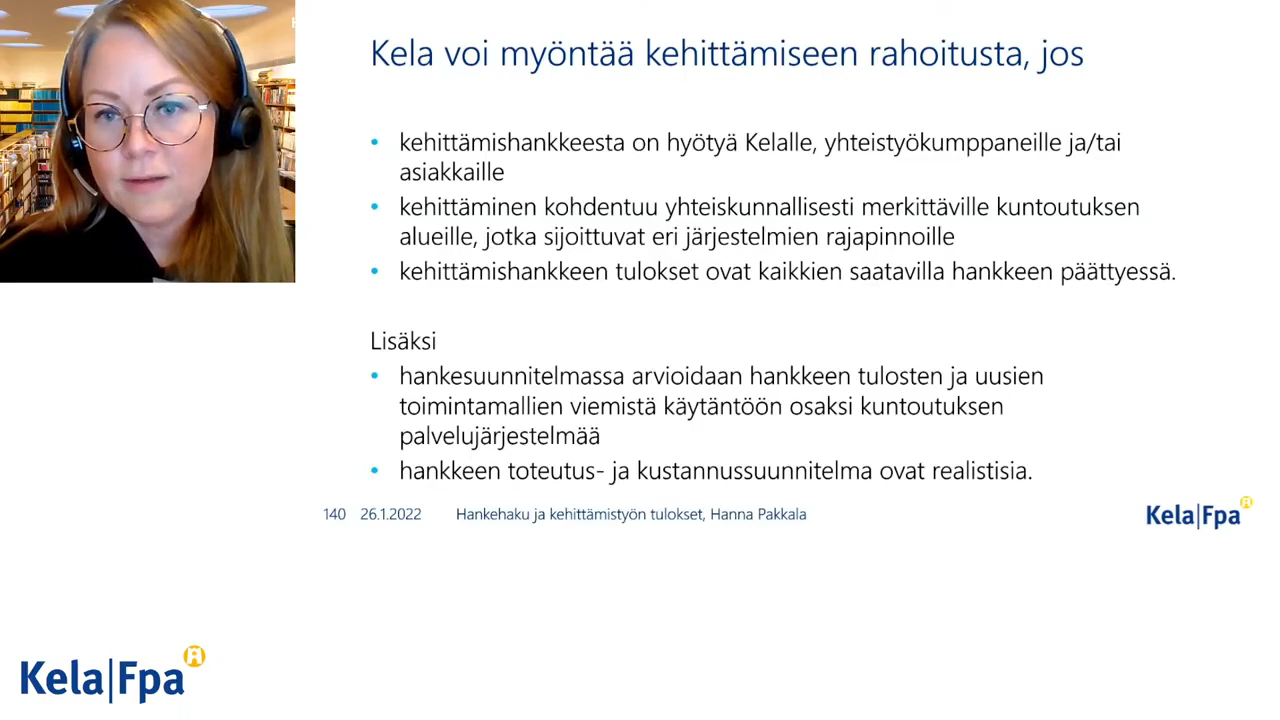 Kela voi myöntää kehittämiseen rahoitusta, jos
• kehittämishankkeesta on hyötyä Kelalle, yhteistyökumppaneille ja/tai
asiakkaille
• kehittäminen kohdentuu yhteiskunnallisesti merkittäville kuntoutuksen
alueille, jotka sijoittuvat eri järjestelmien rajapinnoille
• kehittämishankkeen tulokset ovat kaikkien saatavilla hankkeen päättyessä.
Lisäksi
• hankesuunnitelmassa arvioidaan hankkeen tulosten ja uusien
toimintamallien viemistä käytäntöön osaksi kuntoutuksen
palvelujärjestelmää
• hankkeen toteutus- ja kustannussuunnitelma ovat realistisia.
140 26.1.2022 Hankehaku ja kehittämistyön tulokset, Hanna Pakkala
Kela|Fpa
Kela|Fpa